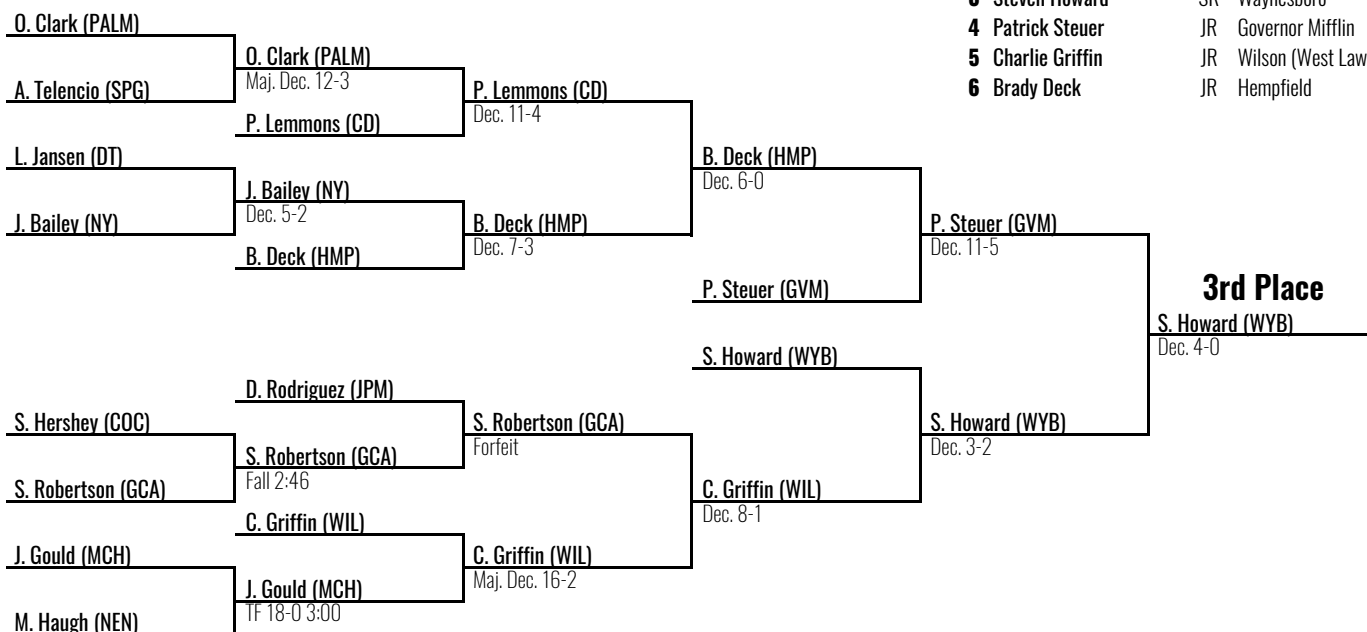 3 Steven Howard SR Waynesboro
4 Patrick Steuer JR Governor Mifflin
5 Charlie Griffin JR Wilson (West Law
6 Brady Deck JR Hempfield
O. Clark (PALM)
A. Telencio (SPG)
L. Jansen (DT)
J. Bailey (NY)
S. Hershey (COC)
S. Robertson (GCA)
J. Gould (MCH)
M. Haugh (NEN)
O. Clark (PALM)
Maj. Dec. 12-3
P. Lemmons (CD)
J. Bailey (NY)
Dec. 5-2
B. Deck (HMP)
D. Rodriguez (JPM)
S. Robertson (GCA)
Fall 2:46
C. Griffin (WIL)
J. Gould (MCH)
TF 18-0 3:00
P. Lemmons (CD)
Dec. 11-4
B. Deck (HMP)
Dec. 7-3
S. Robertson (GCA)
Forfeit
C. Griffin (WIL)
Maj. Dec. 16-2
B. Deck (HMP)
Dec. 6-0
P. Steuer (GVM)
S. Howard (WYB)
C. Griffin (WIL)
Dec. 8-1
P. Steuer (GVM)
Dec. 11-5
S. Howard (WYB)
Dec. 3-2
3rd Place
S. Howard (WYB)
Dec. 4-0